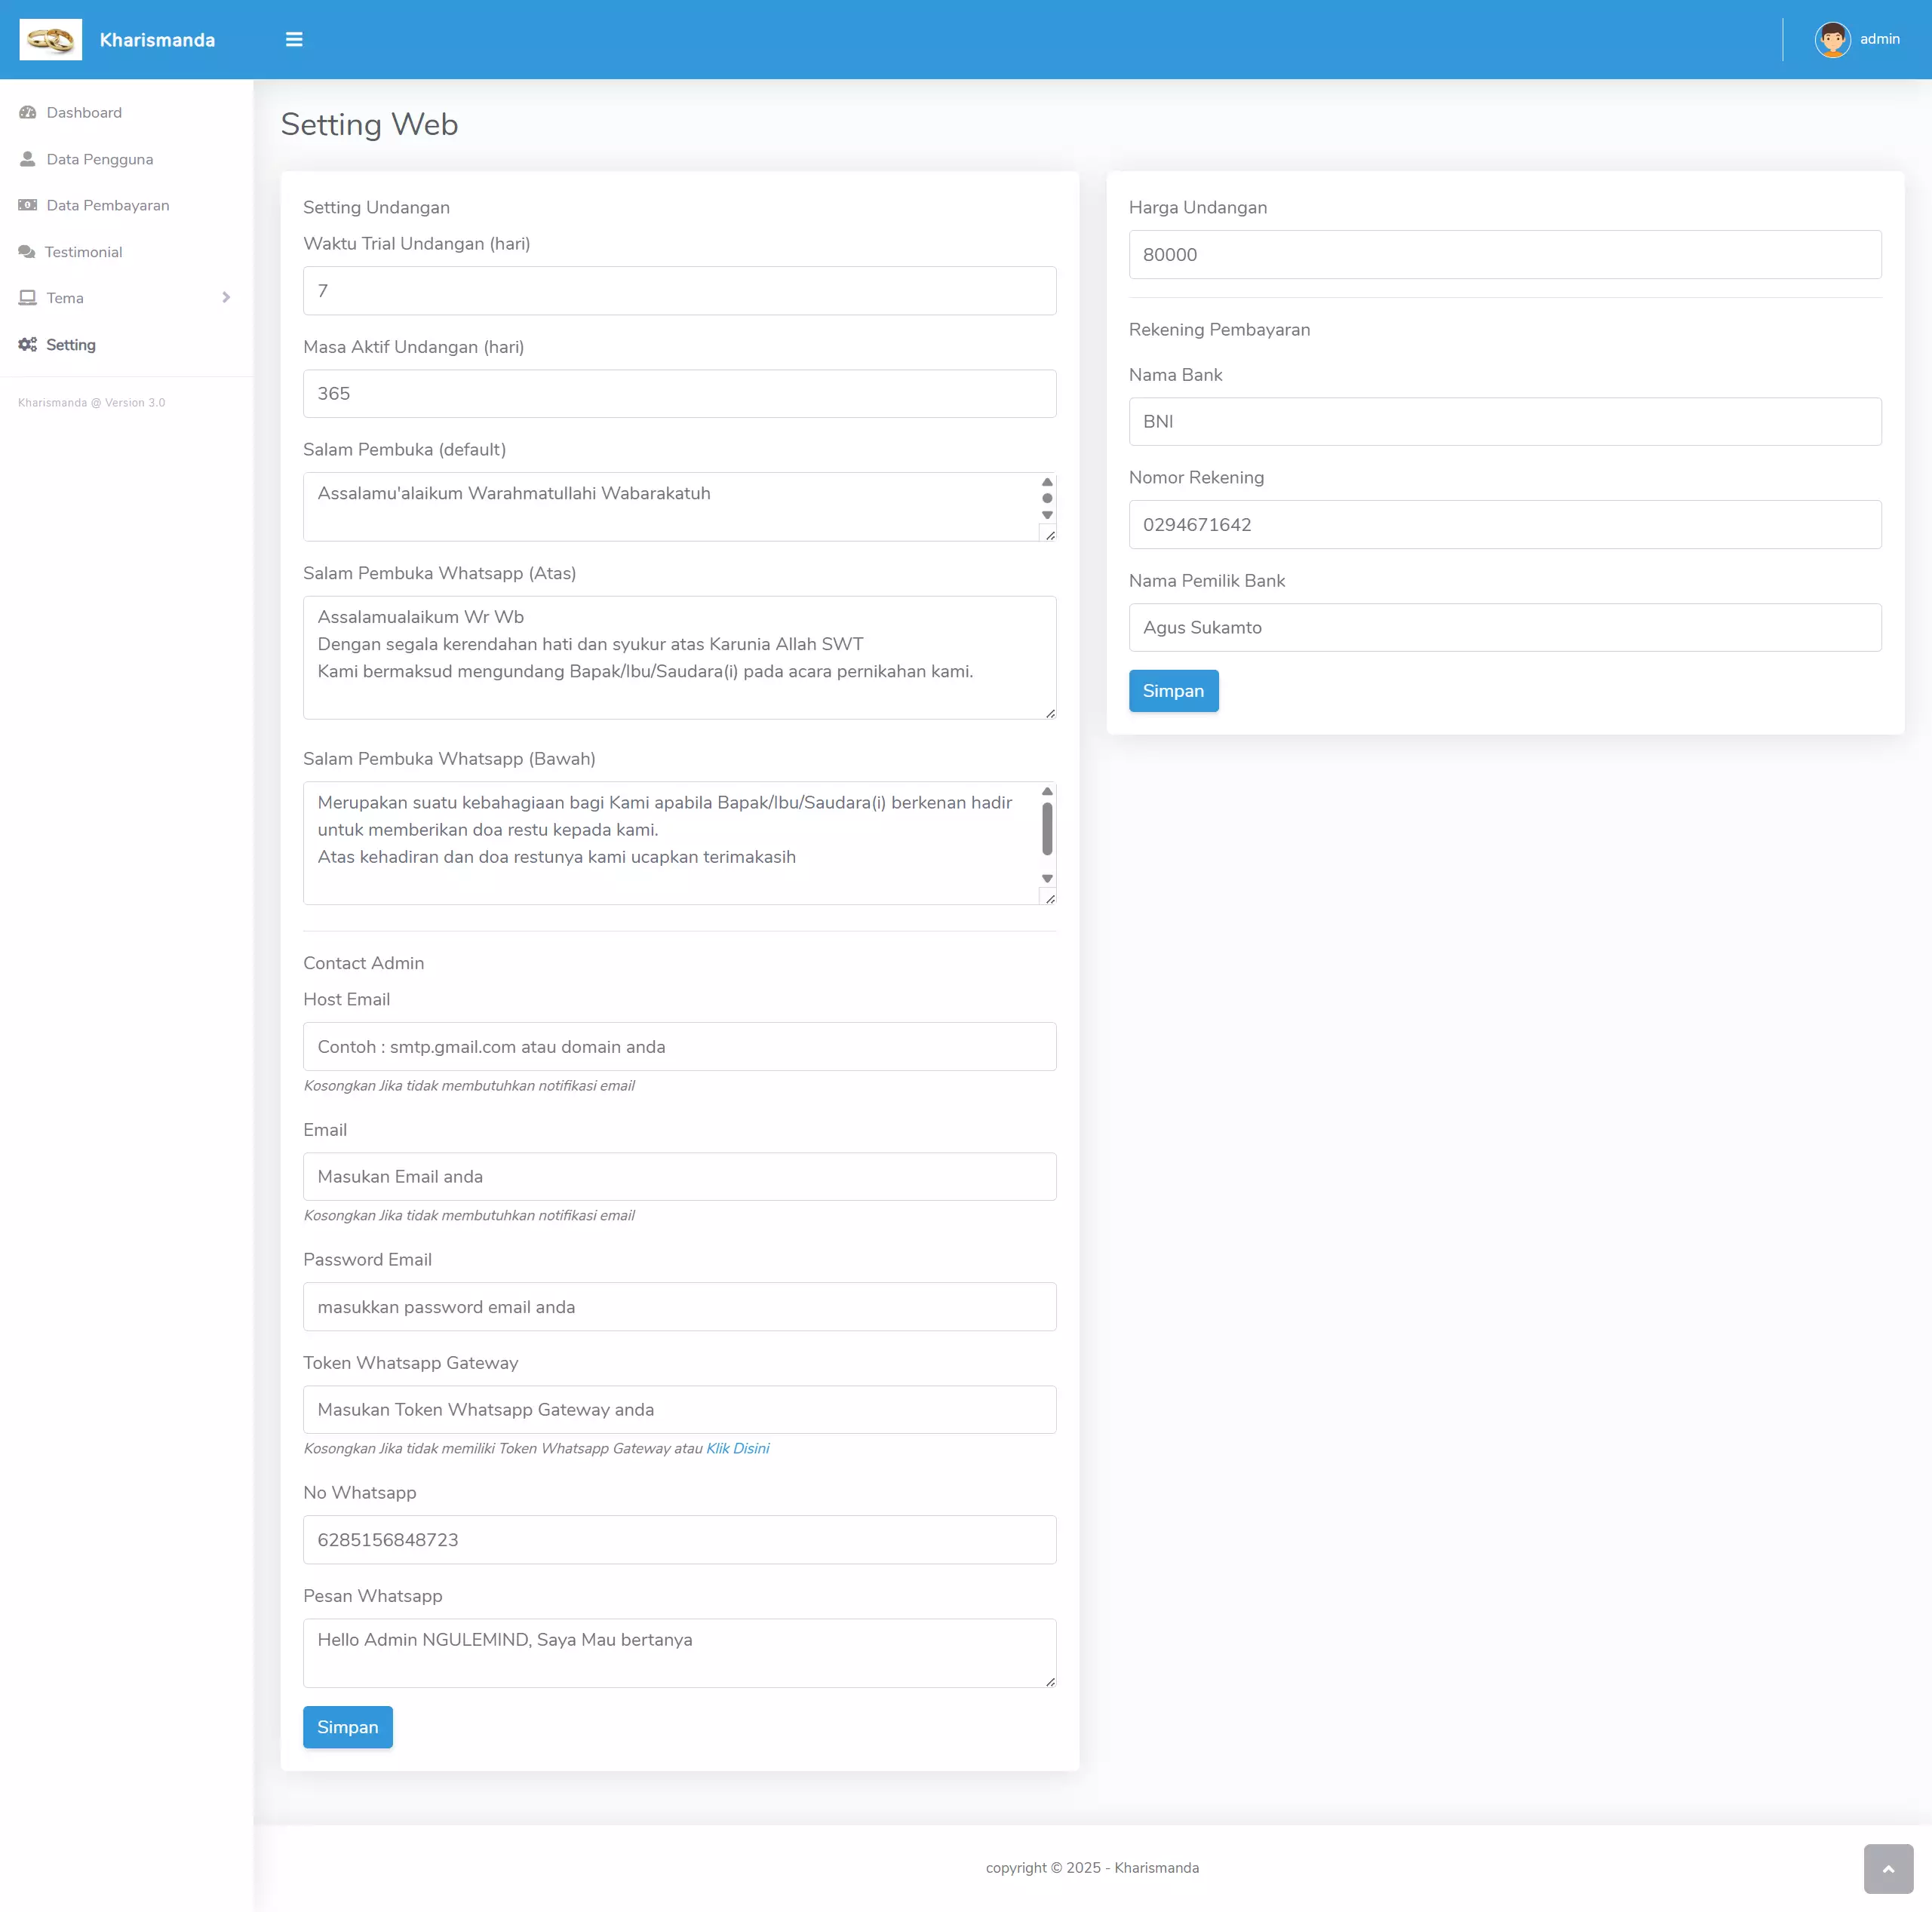 Kharismanda
admin
Dashboard
Data Pengguna
Data Pembayaran
Testimonial
Tema
Setting
Kharismanda @ Version 3.0
Setting Web
Setting Undangan
Waktu Trial Undangan (hari)
7
Masa Aktif Undangan (hari)
365
Salam Pembuka (default)
Assalamu'alaikum Warahmatullahi Wabarakatuh
Salam Pembuka Whatsapp (Atas)
Assalamualaikum Wr Wb
Dengan segala kerendahan hati dan syukur atas Karunia Allah SWT
Kami bermaksud mengundang Bapak/Ibu/Saudara(i) pada acara pernikahan kami.
Salam Pembuka Whatsapp (Bawah)
Merupakan suatu kebahagiaan bagi Kami apabila Bapak/Ibu/Saudara(i) berkenan hadir
untuk memberikan doa restu kepada kami.
Atas kehadiran dan doa restunya kami ucapkan terimakasih
Contact Admin
Host Email
Contoh : smtp.gmail.com atau domain anda
Kosongkan Jika tidak membutuhkan notifikasi email
Email
Masukan Email anda
Kosongkan Jika tidak membutuhkan notifikasi email
Password Email
masukkan password email anda
Token Whatsapp Gateway
Masukan Token Whatsapp Gateway anda
Kosongkan Jika tidak memiliki Token Whatsapp Gateway atau Klik Disini
No Whatsapp
6285156848723
Pesan Whatsapp
Hello Admin NGULEMIND, Saya Mau bertanya
Simpan
Harga Undangan
80000
Rekening Pembayaran
Nama Bank
BNI
Nomor Rekening
0294671642
Nama Pemilik Bank
Agus Sukamto
Simpan
copyright © 2025 - Kharismanda